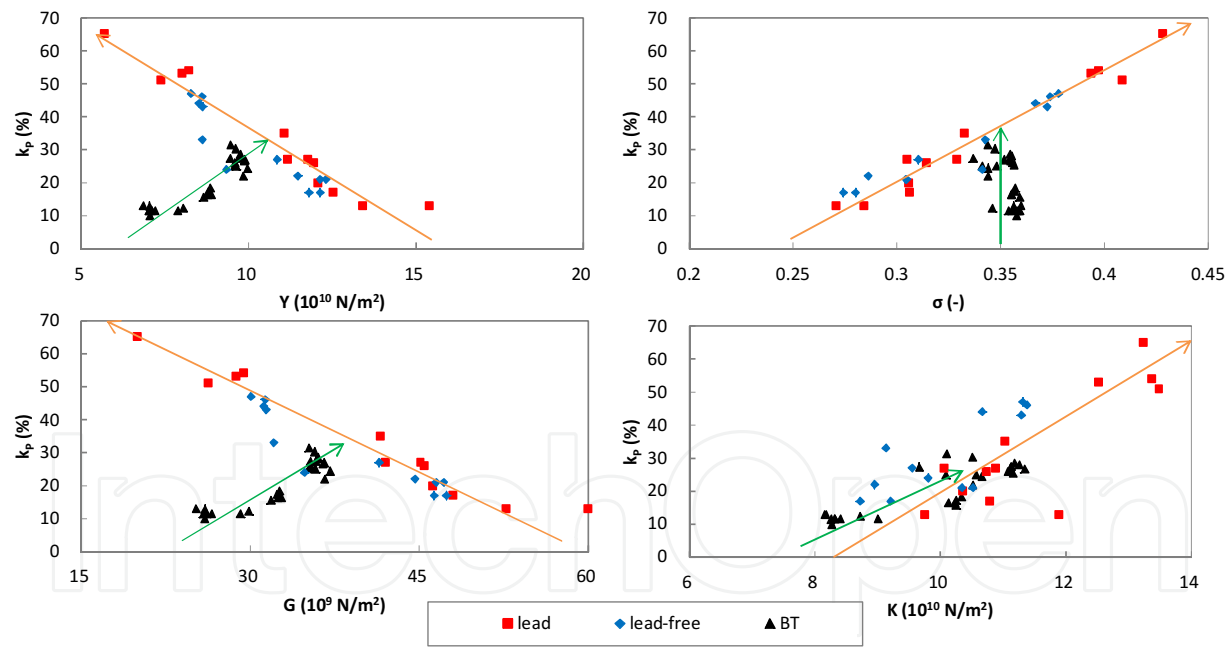 70
60
50
40
30
20
10
0
kₚ (%)
5 10 15 20
Y (10¹⁰ N/m²)
70
60
50
40
30
20
10
0
kₚ (%)
0.2 0.25 0.3 0.35 0.4 0.45
σ (-)
70
60
50
40
30
20
10
0
kₚ (%)
15 30 45 60
G (10⁹ N/m²)
70
60
50
40
30
20
10
0
kₚ (%)
6 8 10 12 14
K (10¹⁰ N/m²)
IntechOpen
lead lead-free BT